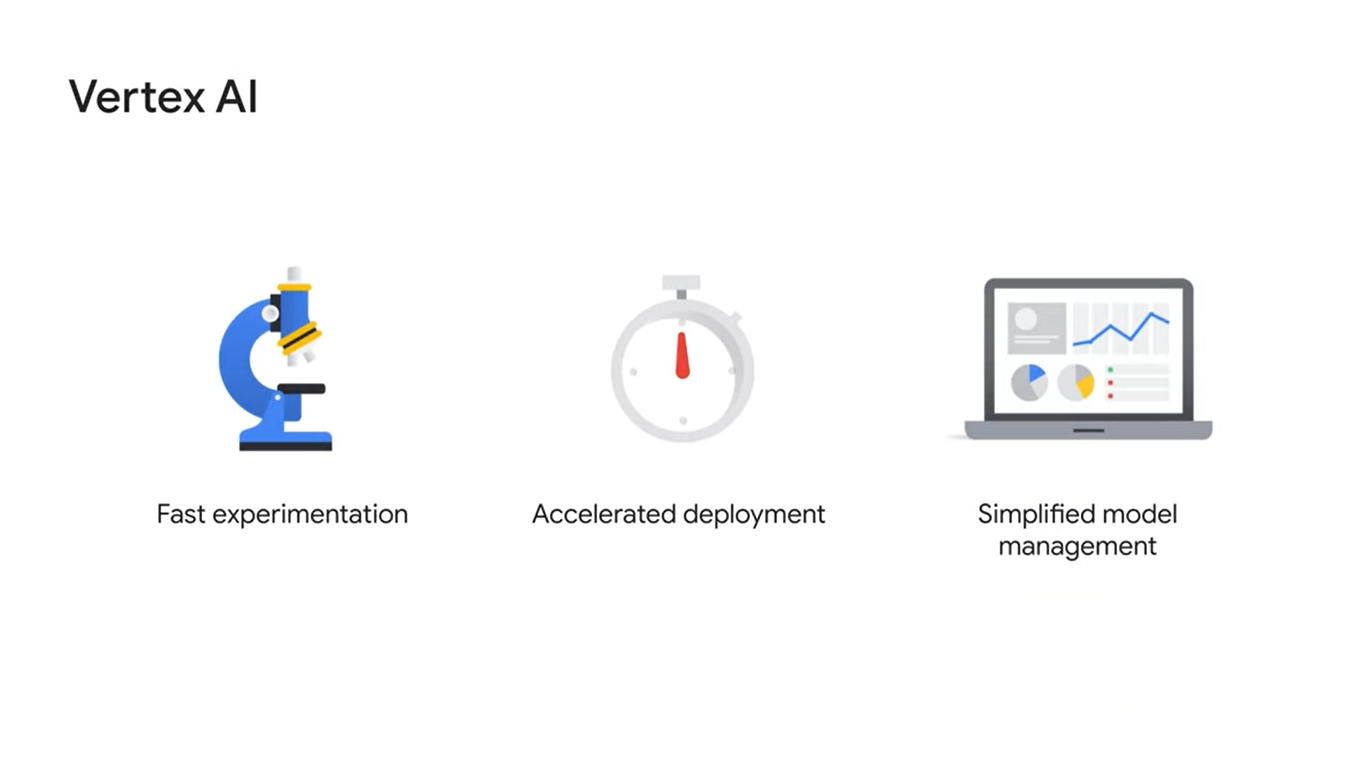 Vertex AI
Fast experimentation
Accelerated deployment
Simplified model
management